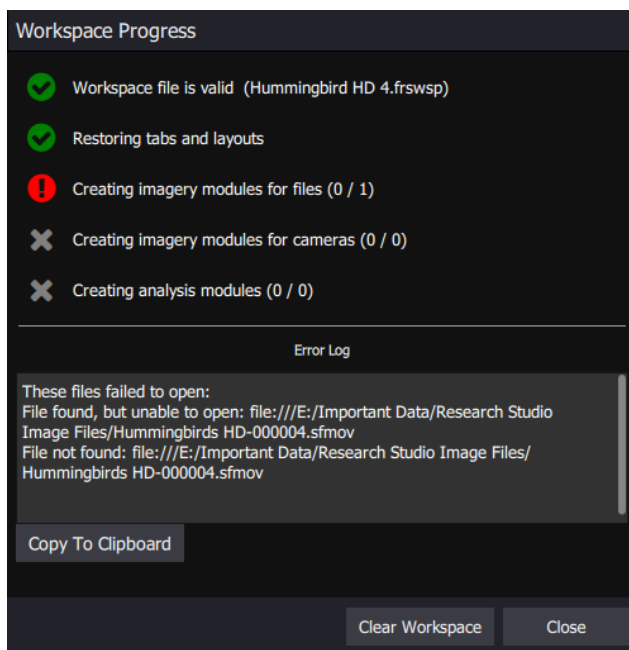 Workspace Progress
Workspace file is valid  (Hummingbird HD 4.frswsp)
Restoring tabs and layouts
Creating imagery modules for files (0 / 1)
Creating imagery modules for cameras (0 / 0)
Creating analysis modules (0 / 0)
Error Log
These files failed to open:
File found, but unable to open: file:///E:/Important Data/Research Studio
Image Files/Hummingbirds HD-000004.sfmov
File not found: file:///E:/Important Data/Research Studio Image Files/
Hummingbirds HD-000004.sfmov
Copy To Clipboard
Clear Workspace
Close